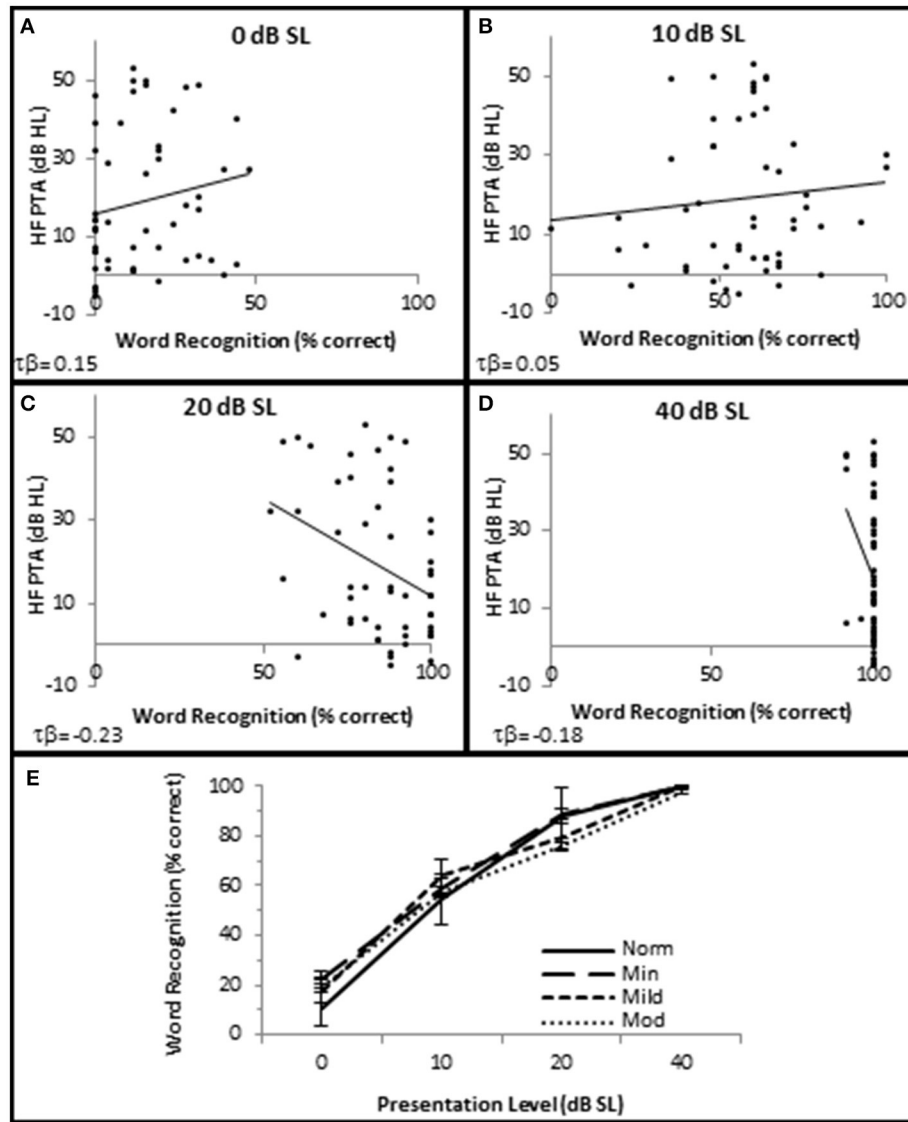 A
0 dB SL
50
30
10
-10
HF PTA (dB HL)
0
50
100
Word Recognition (% correct)
τβ= 0.15
B
10 dB SL
50
30
10
-10
HF PTA (dB HL)
0
50
100
Word Recognition (% correct)
τβ= 0.05
C
20 dB SL
50
30
10
-10
HF PTA (dB HL)
0
50
100
Word Recognition (% correct)
τβ= -0.23
D
40 dB SL
50
30
10
-10
HF PTA (dB HL)
0
50
100
Word Recognition (% correct)
τβ= -0.18
E
Word Recognition (% correct)
100
80
60
40
20
0
Norm
Min
Mild
Mod
0
10
20
40
Presentation Level (dB SL)